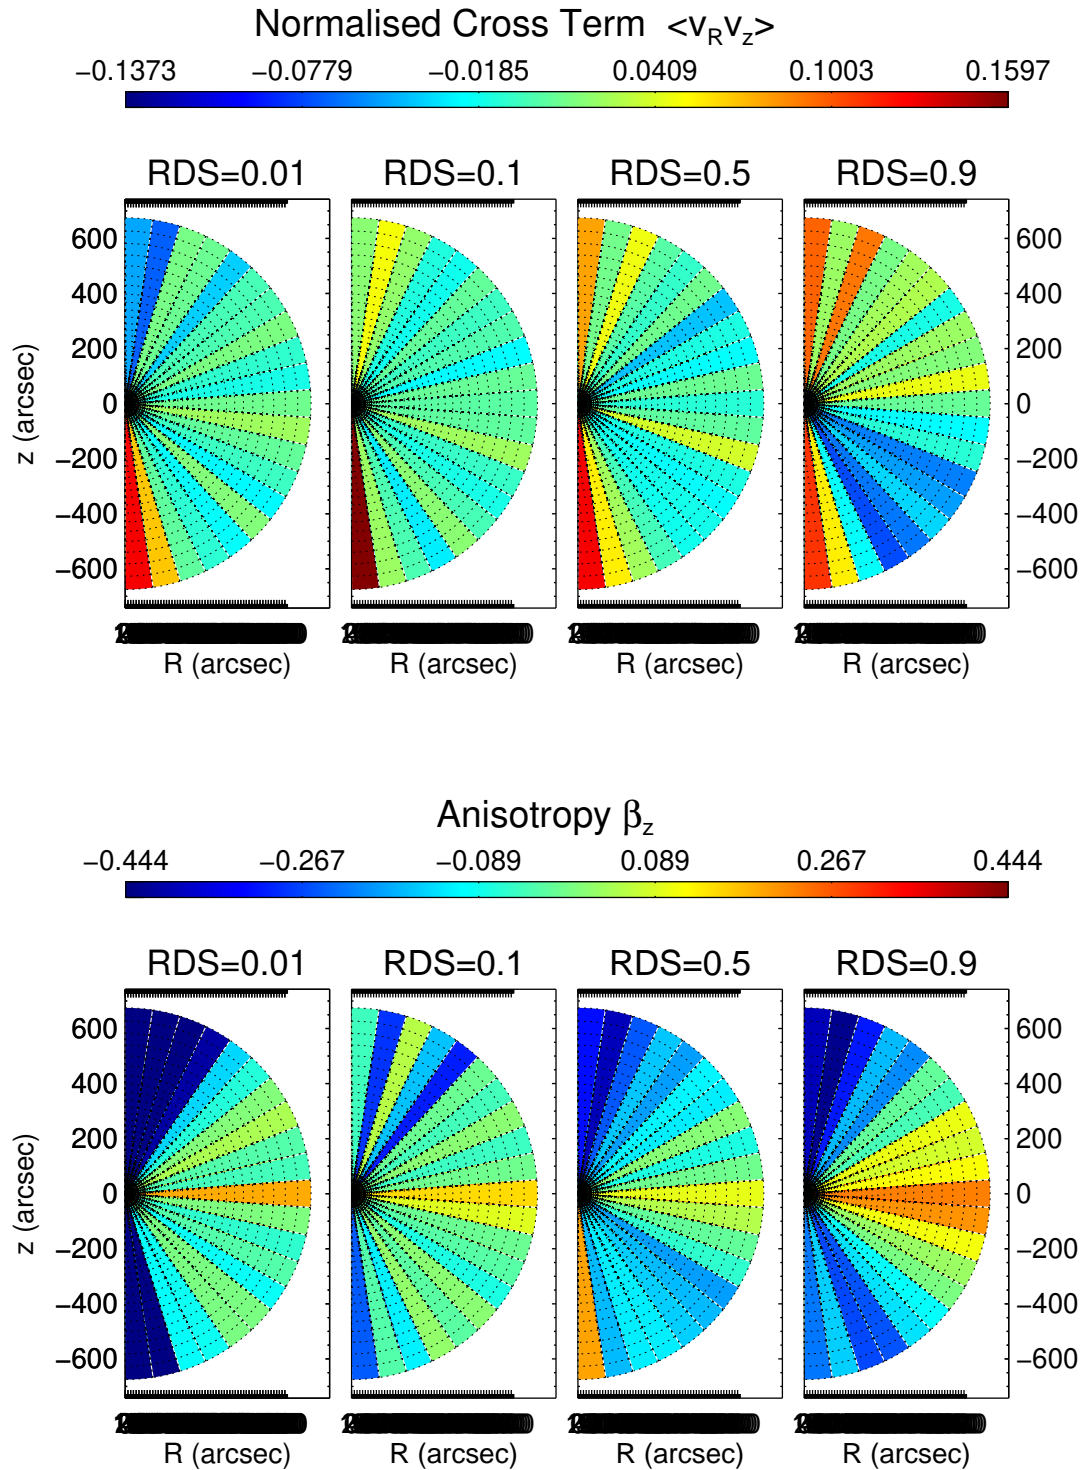 Normalised Cross Term <v_R v_z>
−0.1373 −0.0779 −0.0185 0.0409 0.1003 0.1597
RDS=0.01 RDS=0.1 RDS=0.5 RDS=0.9
600 600
400 400
200 200
0 0
−200 −200
−400 −400
−600 −600
z (arcsec)
R (arcsec) R (arcsec) R (arcsec) R (arcsec)
Anisotropy β_z
−0.444 −0.267 −0.089 0.089 0.267 0.444
RDS=0.01 RDS=0.1 RDS=0.5 RDS=0.9
600 600
400 400
200 200
0 0
−200 −200
−400 −400
−600 −600
z (arcsec)
R (arcsec) R (arcsec) R (arcsec) R (arcsec)